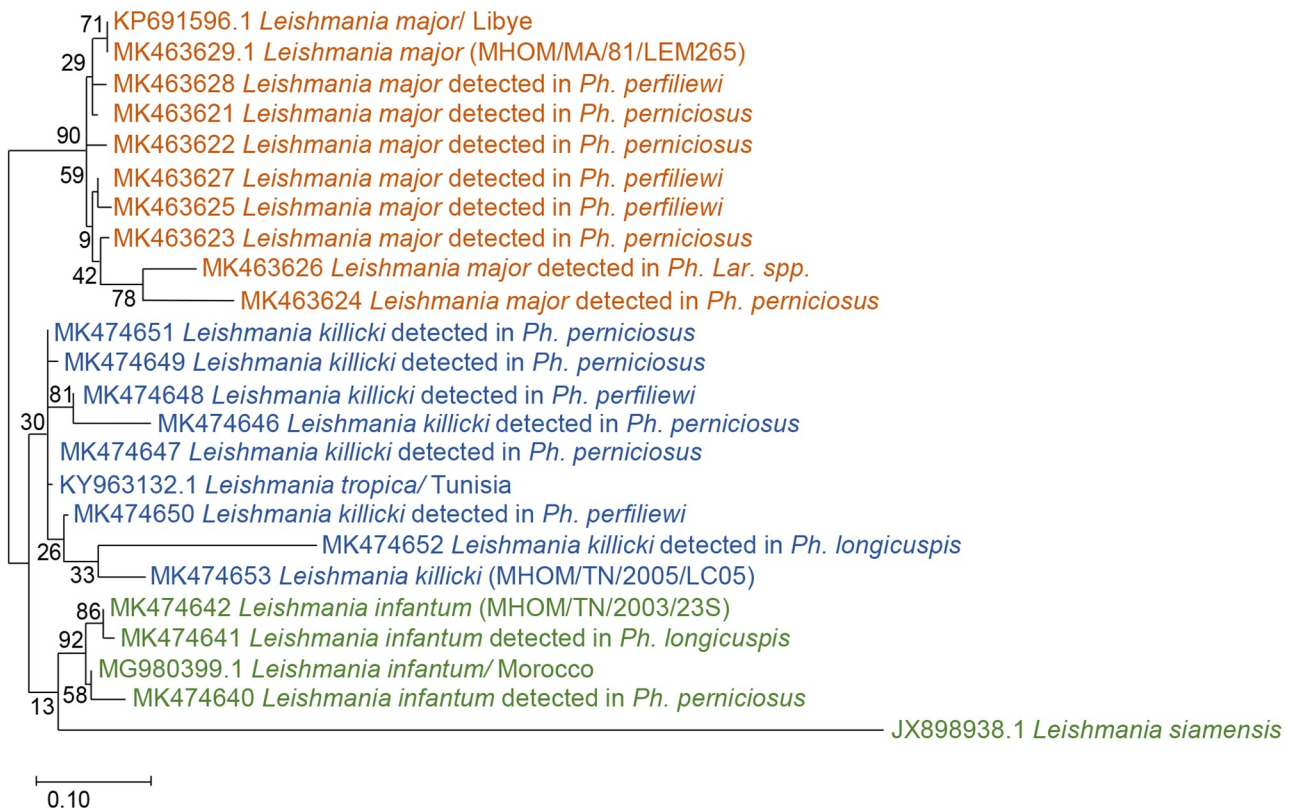 71 KP691596.1 Leishmania major/ Libye
MK463629.1 Leishmania major (MHOM/MA/81/LEM265)
29
MK463628 Leishmania major detected in Ph. perfiliewi
MK463621 Leishmania major detected in Ph. perniciosus
90
MK463622 Leishmania major detected in Ph. perniciosus
59 MK463627 Leishmania major detected in Ph. perfiliewi
MK463625 Leishmania major detected in Ph. perfiliewi
9 MK463623 Leishmania major detected in Ph. perniciosus
42 MK463626 Leishmania major detected in Ph. Lar. spp.
78 MK463624 Leishmania major detected in Ph. perniciosus
MK474651 Leishmania killicki detected in Ph. perniciosus
MK474649 Leishmania killicki detected in Ph. perniciosus
81 MK474648 Leishmania killicki detected in Ph. perfiliewi
30 MK474646 Leishmania killicki detected in Ph. perniciosus
MK474647 Leishmania killicki detected in Ph. perniciosus
KY963132.1 Leishmania tropica/ Tunisia
MK474650 Leishmania killicki detected in Ph. perfiliewi
26 MK474652 Leishmania killicki detected in Ph. longicuspis
33 MK474653 Leishmania killicki (MHOM/TN/2005/LC05)
86 MK474642 Leishmania infantum (MHOM/TN/2003/23S)
92 MK474641 Leishmania infantum detected in Ph. longicuspis
MG980399.1 Leishmania infantum/ Morocco
58 MK474640 Leishmania infantum detected in Ph. perniciosus
13
JX898938.1 Leishmania siamensis
0.10